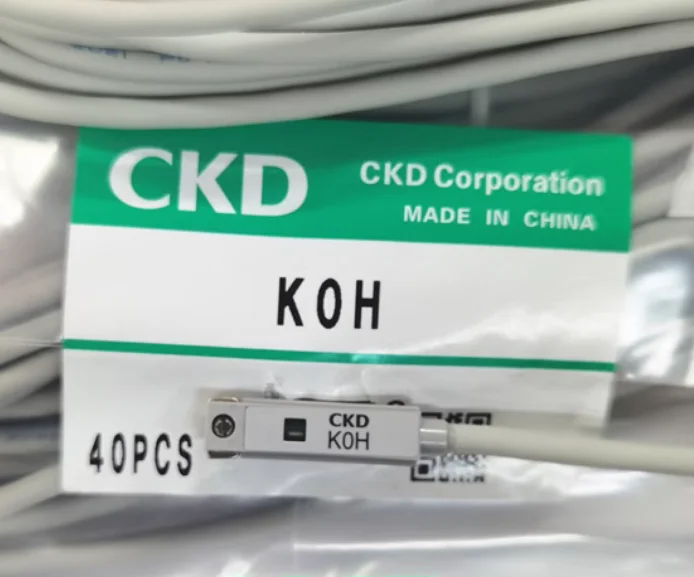 CKD
CKD Corporation
MADE IN CHINA
K0H
CKD
K0H
40PCS